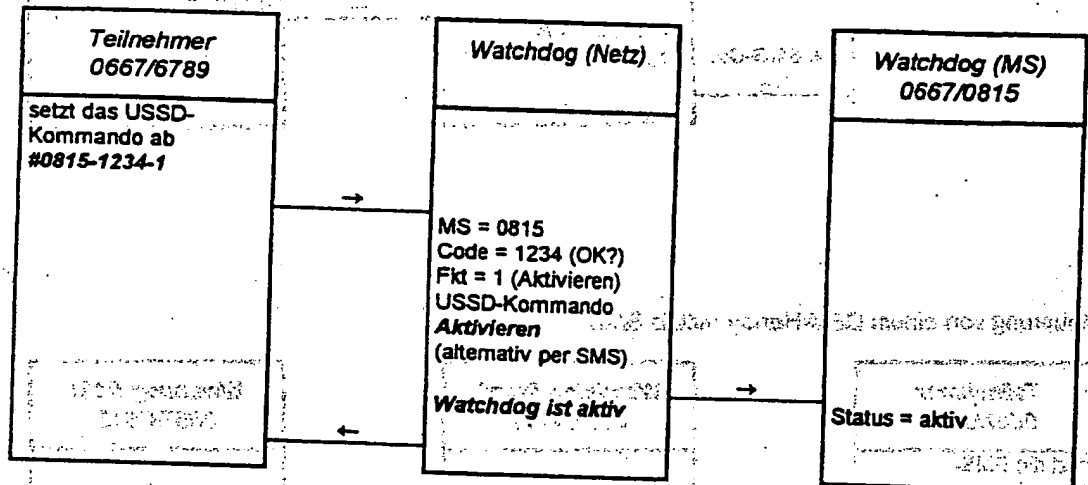 Teilnehmer
0667/6789
setzt das USSD-
Kommando ab
#0815-1234-1
→
Watchdog (Netz)
MS = 0815
Code = 1234 (OK?)
Fkt = 1 (Aktivieren)
USSD-Kommando
Aktivieren
(alternativ per SMS)
Watchdog ist aktiv
→
←
Watchdog (MS)
0667/0815
Status = aktiv